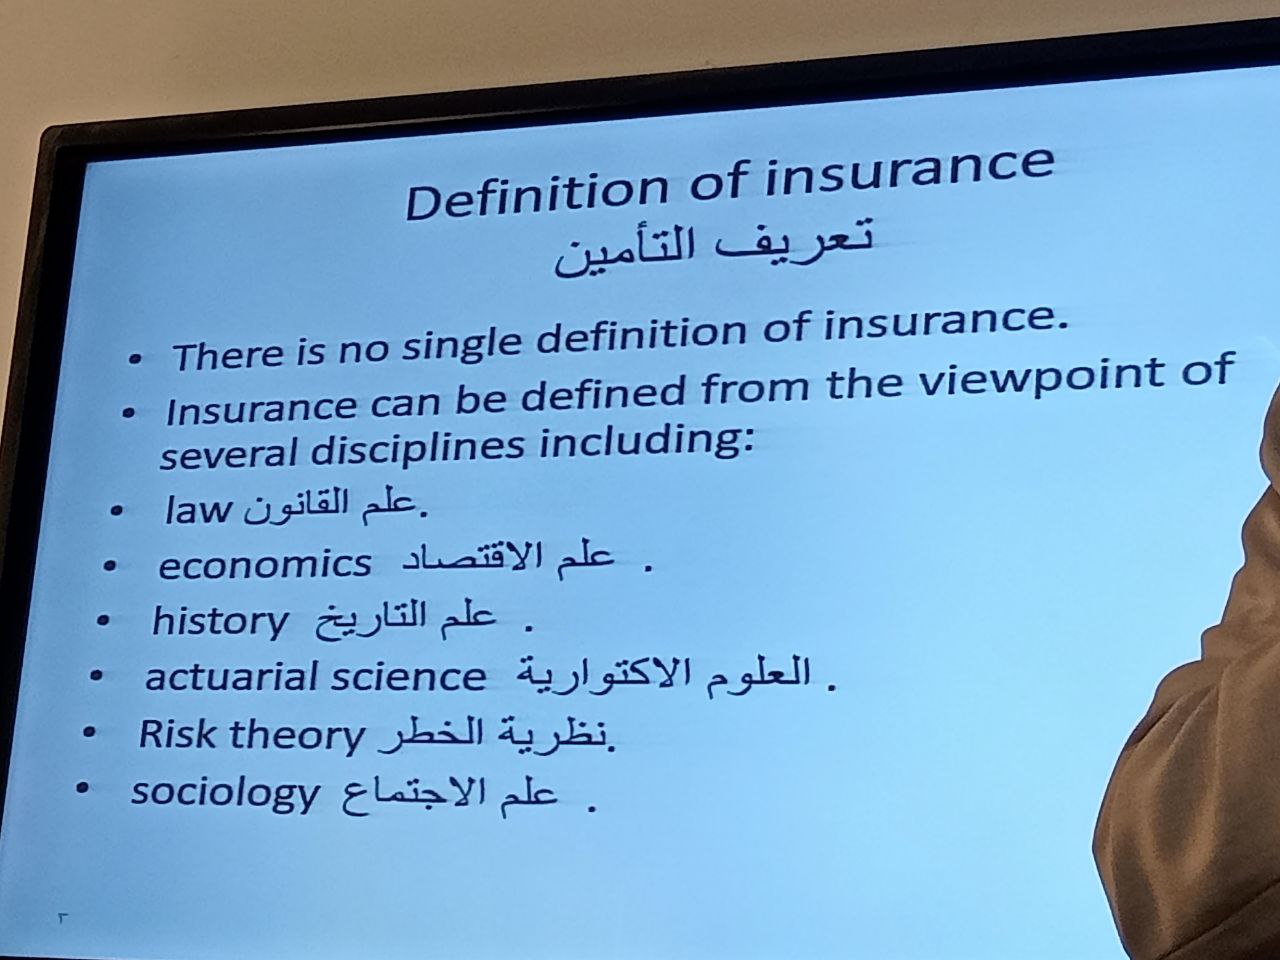 Definition of insurance
تعريف التأمين
• There is no single definition of insurance.
• Insurance can be defined from the viewpoint of
several disciplines including:
• law علم القانون.
• economics علم الاقتصاد .
• history علم التاريخ .
• actuarial science العلوم الاكتوارية .
• Risk theory نظرية الخطر.
• sociology علم الاجتماع .
٣